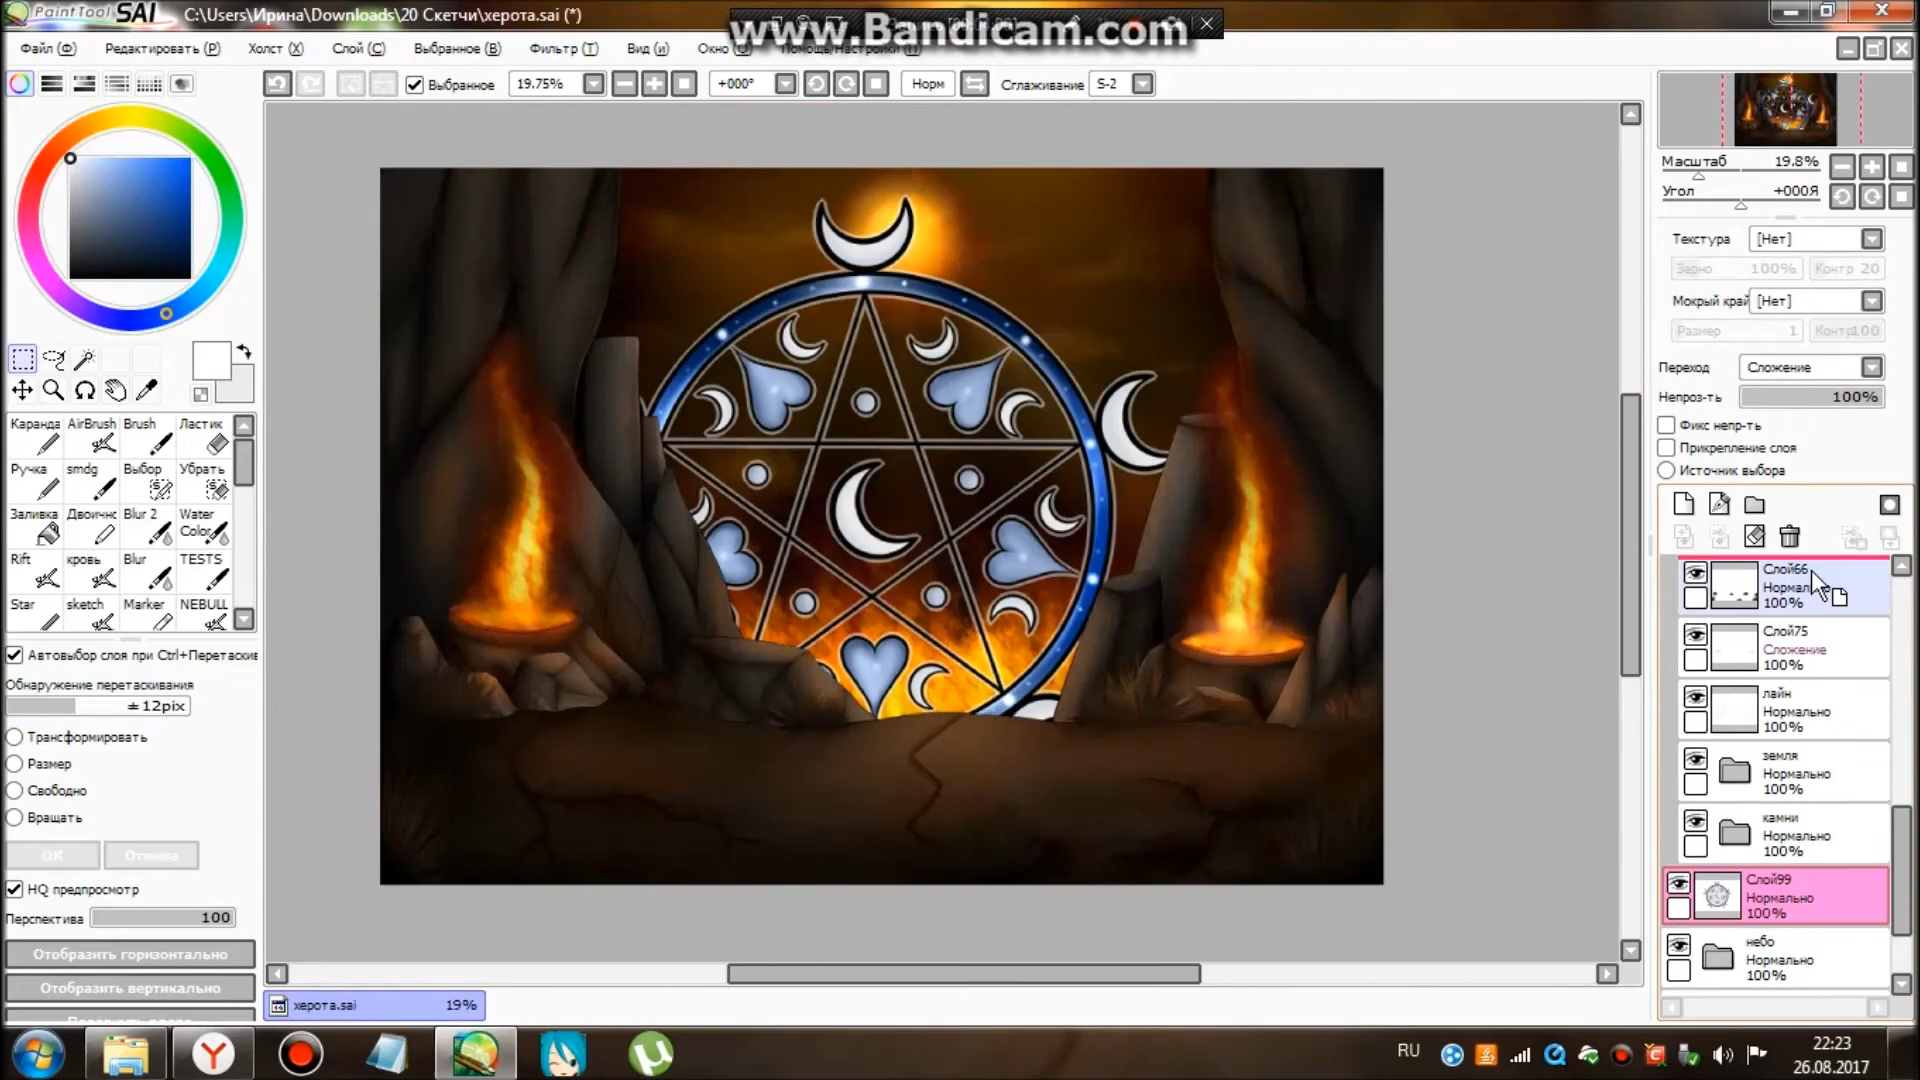 PaintTool SAI C:\Users\Ирина\Downloads\20 Скетчи\херота.sai (*)
www.Bandicam.com
Файл (Ф) Редактировать (Р) Холст (Х) Слой (С) Выбранное (В) Фильтр (Т) Вид (и) Окно (О) Помощь/Настройки (П)
Выбранное 19.75% +000° Норм Сглаживание S-2
Масштаб 19.8%
Угол +000Я
Текстура [Нет]
Зерно 100% Контр 20
Мокрый край [Нет]
Размер 1 Контр100
Переход Сложение
Непроз-ть 100%
Фикс непр-ть
Прикрепление слоя
Источник выбора
Каранда AirBrush Brush Ластик
Ручка smdg Выбор Убрать
Заливка Двоично Blur 2 Water Color
Rift кровь Blur TESTS
Star sketch Marker NEBULL
Автовыбор слоя при Ctrl+Перетаскив
Обнаружение перетаскивания
±12pix
Трансформировать
Размер
Свободно
Вращать
ОК Отмена
HQ предпросмотр
Перспектива 100
Отобразить горизонтально
Отобразить вертикально
Слой66
Нормаль
100%
Слой75
Сложение
100%
лайн
Нормально
100%
земля
Нормально
100%
камни
Нормально
100%
Слой99
Нормально
100%
небо
Нормально
100%
херота.sai 19%
RU
22:23
26.08.2017